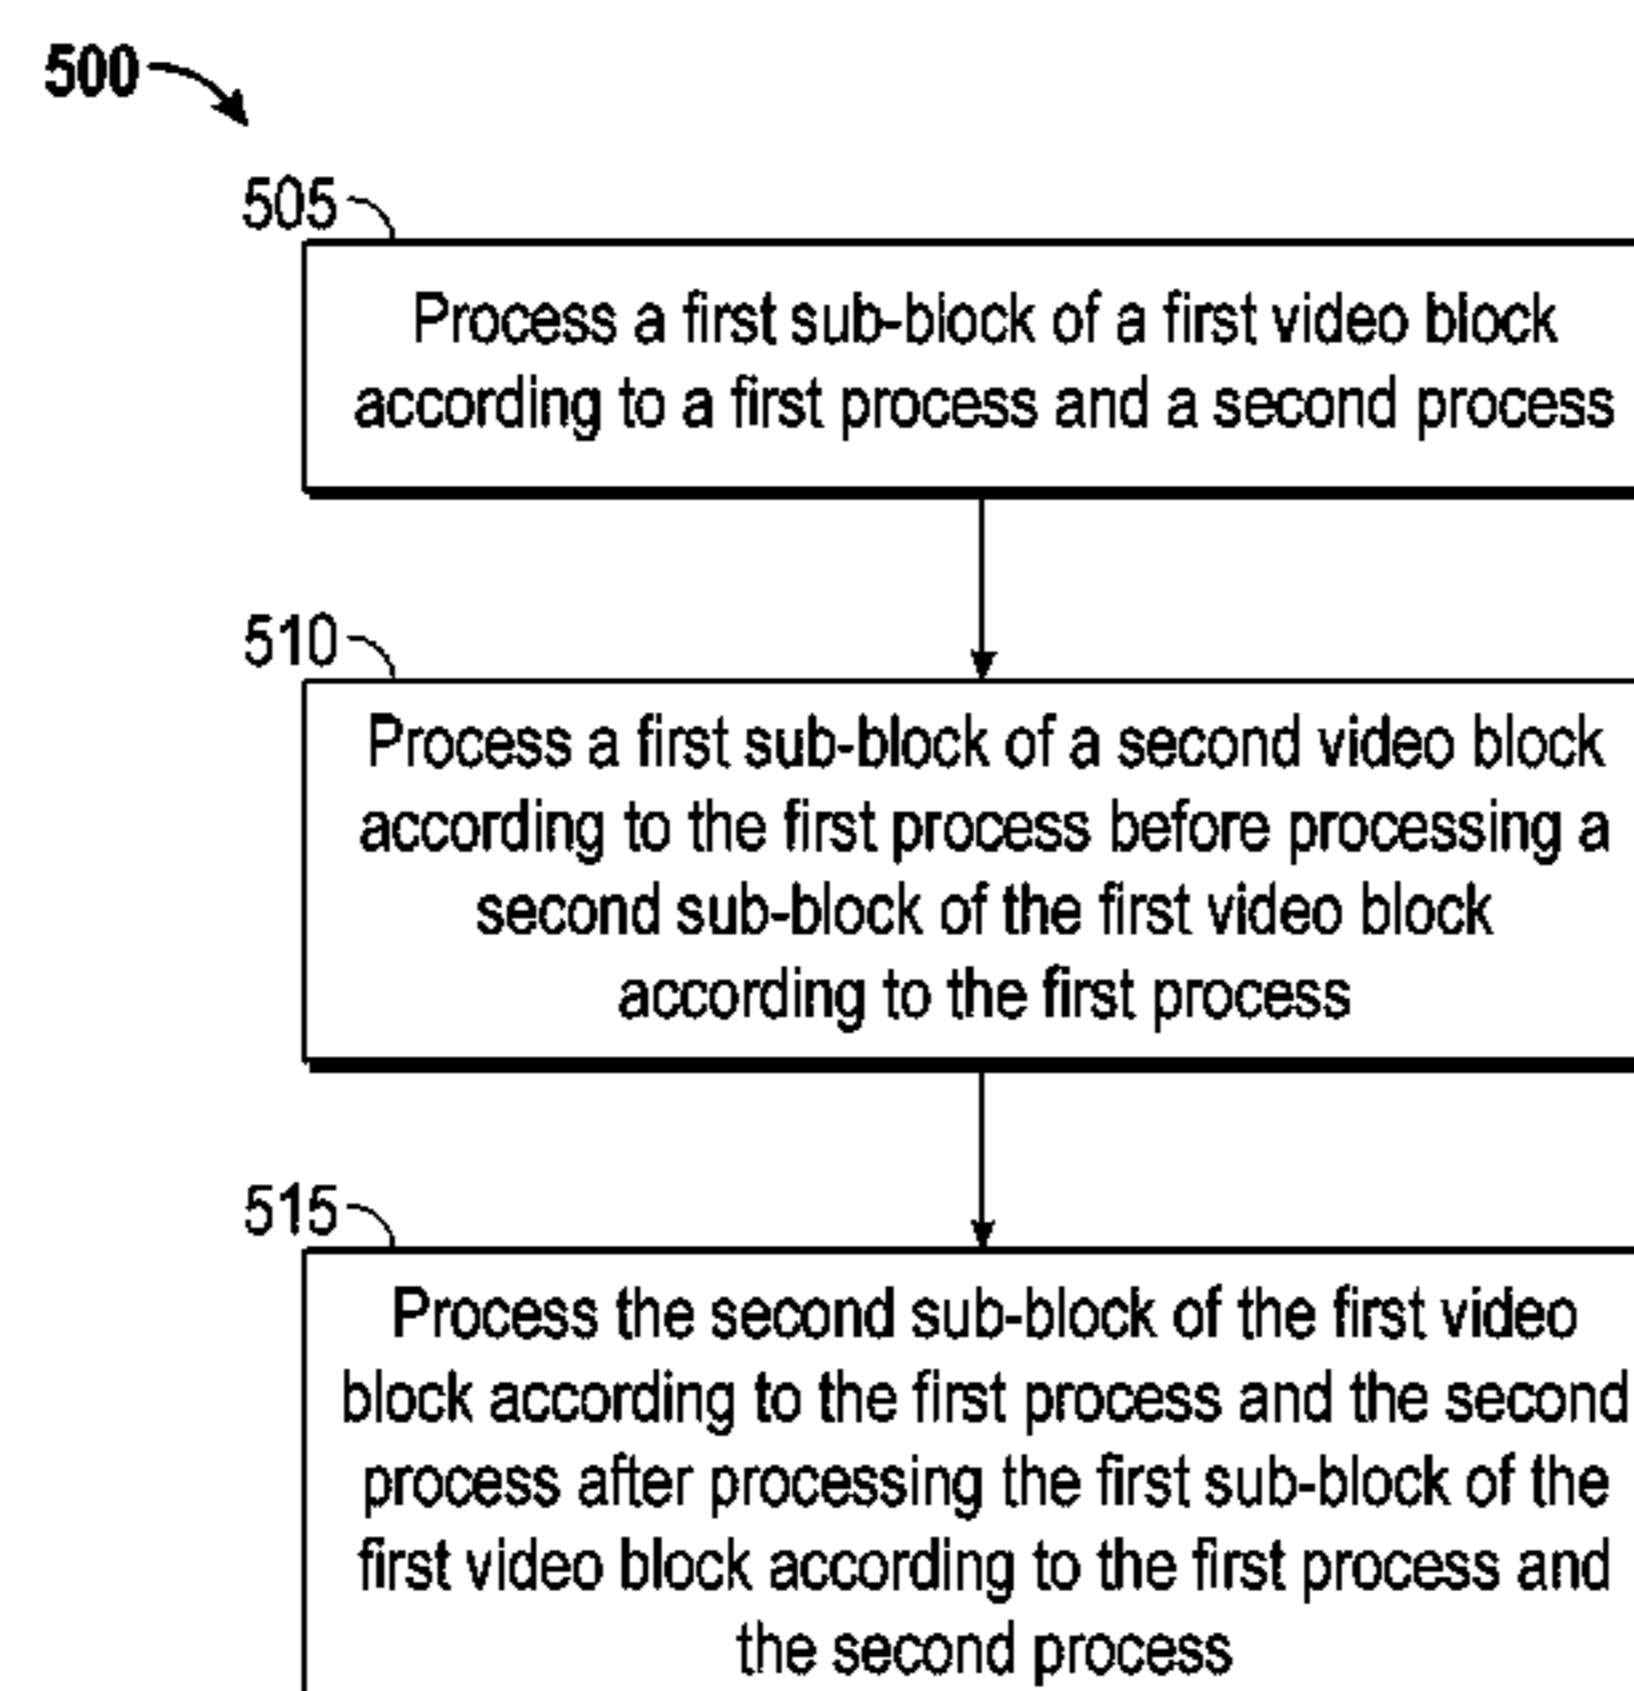 500
505
Process a first sub-block of a first video block
according to a first process and a second process
510
Process a first sub-block of a second video block
according to the first process before processing a
second sub-block of the first video block
according to the first process
515
Process the second sub-block of the first video
block according to the first process and the second
process after processing the first sub-block of the
first video block according to the first process and
the second process